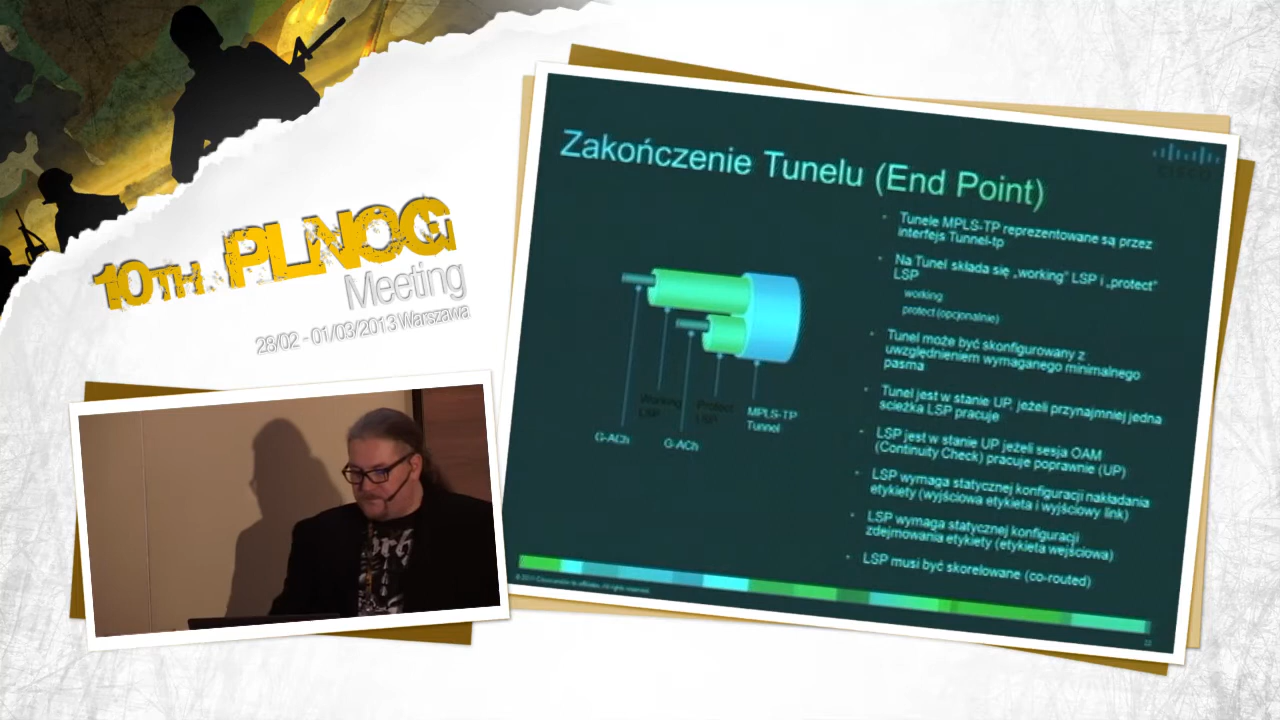 10TH PLNOG
Meeting
28/02 - 01/03/2013 Warszawa
Zakończenie Tunelu (End Point)
CISCO
Tunele MPLS-TP reprezentowane są przez
interfejs Tunnel-tp
Na Tunel składa się „working” LSP i „protect”
LSP
working
protect (opcjonalnie)
Tunel może być skonfigurowany z
uwzględnieniem wymaganego minimalnego
pasma
Tunel jest w stanie UP, jeżeli przynajmniej jedna
ścieżka LSP pracuje
LSP jest w stanie UP jeżeli sesja OAM
(Continuity Check) pracuje poprawnie (UP)
LSP wymaga statycznej konfiguracji nakładania
etykiety (wyjściowa etykieta i wyjściowy link)
LSP wymaga statycznej konfiguracji
zdejmowania etykiety (etykieta wejściowa)
LSP musi być skorelowane (co-routed)
Working
LSP
Protect
LSP
MPLS-TP
Tunnel
G-ACh
G-ACh
All rights reserved.